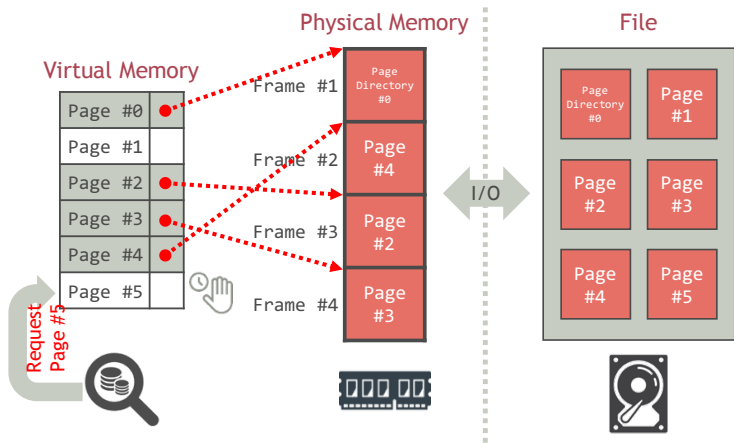 Physical Memory
File
Virtual Memory
Page #0
Page #1
Page #2
Page #3
Page #4
Page #5
Request
Page #5
Frame #1
Frame #2
Frame #3
Frame #4
Page
Directory
#0
Page
#4
Page
#2
Page
#3
I/O
Page
Directory
#0
Page
#1
Page
#2
Page
#3
Page
#4
Page
#5